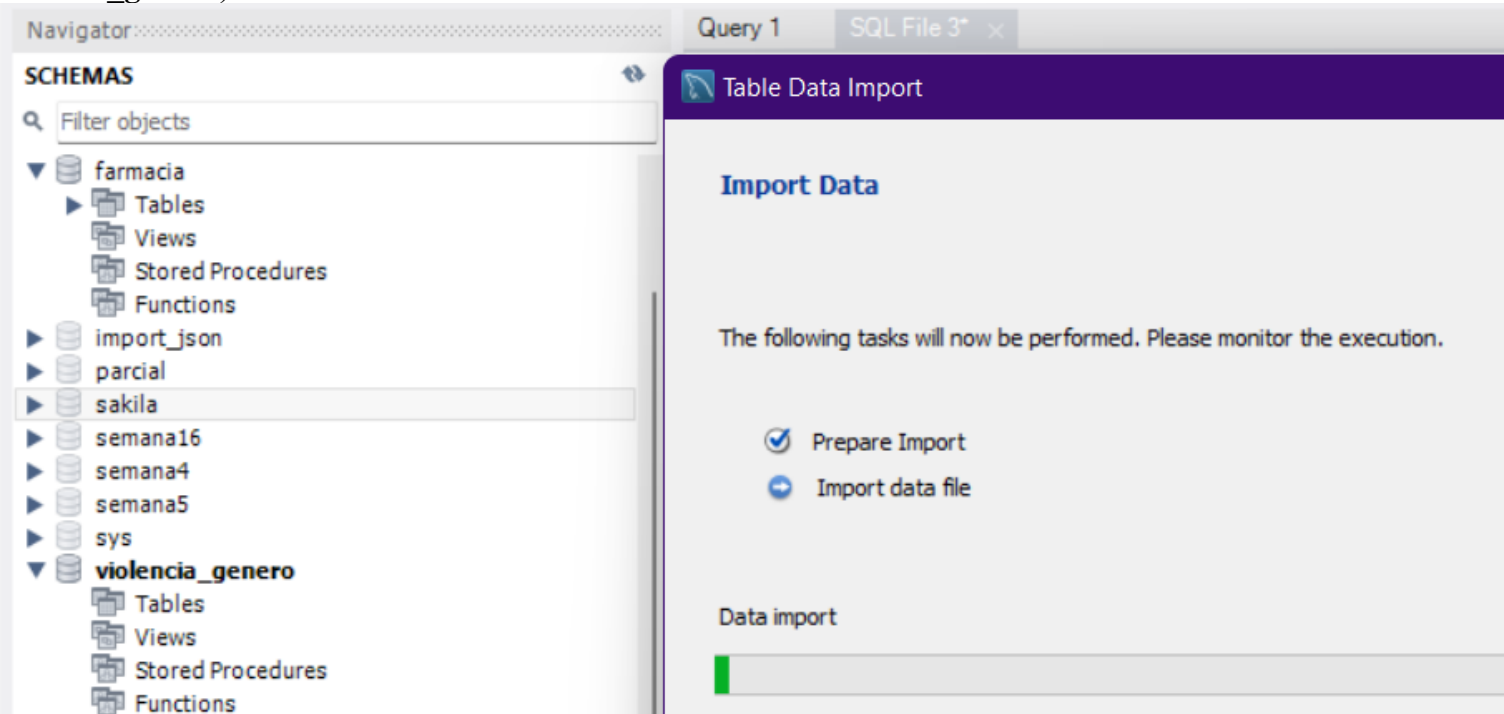 _g
Navigator
SCHEMAS
Filter objects
farmacia
Tables
Views
Stored Procedures
Functions
import_json
parcial
sakila
semana16
semana4
semana5
sys
violencia_genero
Tables
Views
Stored Procedures
Functions
Query 1
SQL File 3*
Table Data Import
Import Data
The following tasks will now be performed. Please monitor the execution.
Prepare Import
Import data file
Data import